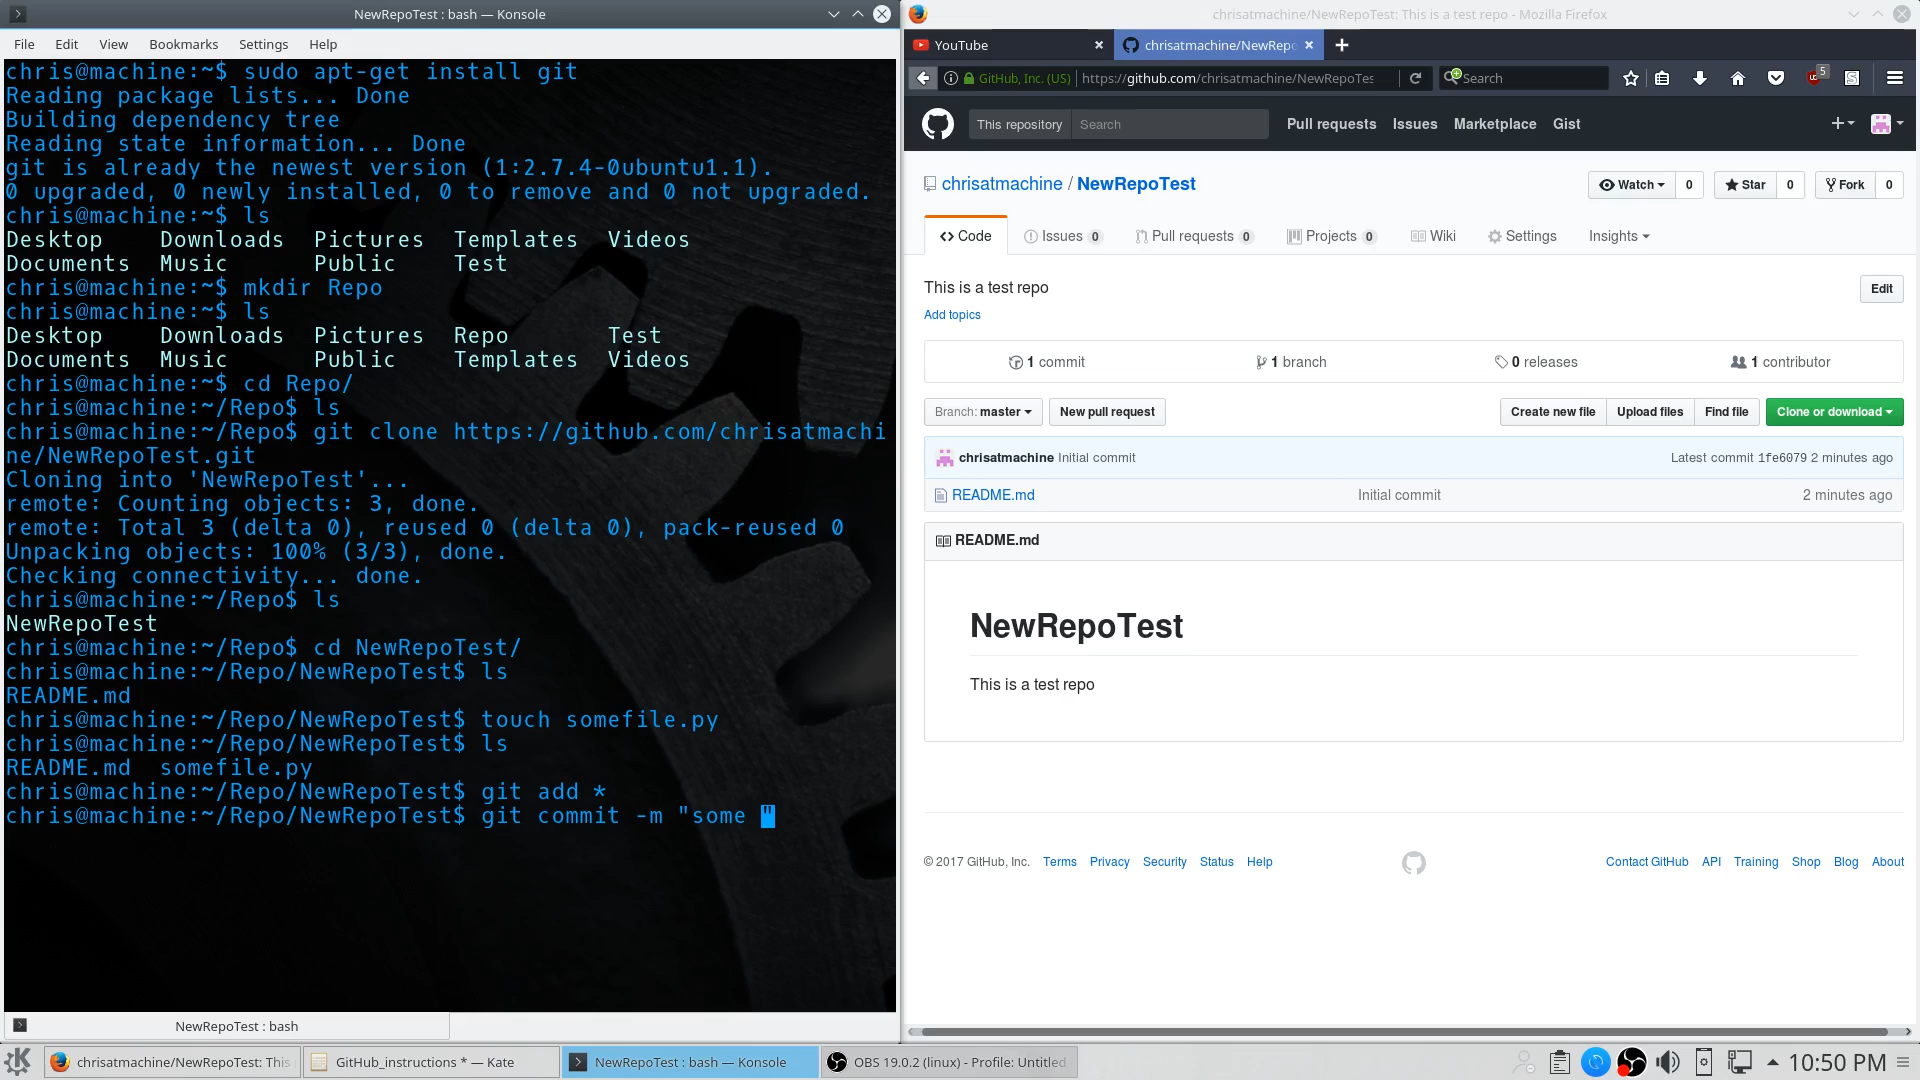 NewRepoTest : bash — Konsole
File Edit View Bookmarks Settings Help
chris@machine:~$ sudo apt-get install git
Reading package lists... Done
Building dependency tree
Reading state information... Done
git is already the newest version (1:2.7.4-0ubuntu1.1).
0 upgraded, 0 newly installed, 0 to remove and 0 not upgraded.
chris@machine:~$ ls
Desktop Downloads Pictures Templates Videos
Documents Music Public Test
chris@machine:~$ mkdir Repo
chris@machine:~$ ls
Desktop Downloads Pictures Repo Test
Documents Music Public Templates Videos
chris@machine:~$ cd Repo/
chris@machine:~/Repo$ ls
chris@machine:~/Repo$ git clone https://github.com/chrisatmachi
ne/NewRepoTest.git
Cloning into 'NewRepoTest'...
remote: Counting objects: 3, done.
remote: Total 3 (delta 0), reused 0 (delta 0), pack-reused 0
Unpacking objects: 100% (3/3), done.
Checking connectivity... done.
chris@machine:~/Repo$ ls
NewRepoTest
chris@machine:~/Repo$ cd NewRepoTest/
chris@machine:~/Repo/NewRepoTest$ ls
README.md
chris@machine:~/Repo/NewRepoTest$ touch somefile.py
chris@machine:~/Repo/NewRepoTest$ ls
README.md somefile.py
chris@machine:~/Repo/NewRepoTest$ git add *
chris@machine:~/Repo/NewRepoTest$ git commit -m "some "
NewRepoTest : bash
chrisatmachine/NewRepoTest: This is a test repo - Mozilla Firefox
YouTube chrisatmachine/NewRepo
GitHub, Inc. (US) https://github.com/chrisatmachine/NewRepoTes Search 5
This repository Search Pull requests Issues Marketplace Gist
chrisatmachine / NewRepoTest Watch 0 Star 0 Fork 0
Code Issues 0 Pull requests 0 Projects 0 Wiki Settings Insights
This is a test repo Edit
Add topics
1 commit 1 branch 0 releases 1 contributor
Branch: master New pull request Create new file Upload files Find file Clone or download
chrisatmachine Initial commit Latest commit 1fe6079 2 minutes ago
README.md Initial commit 2 minutes ago
README.md
NewRepoTest
This is a test repo
© 2017 GitHub, Inc. Terms Privacy Security Status Help Contact GitHub API Training Shop Blog About
chrisatmachine/NewRepoTest: This GitHub_instructions * — Kate NewRepoTest : bash — Konsole OBS 19.0.2 (linux) - Profile: Untitled 10:50 PM